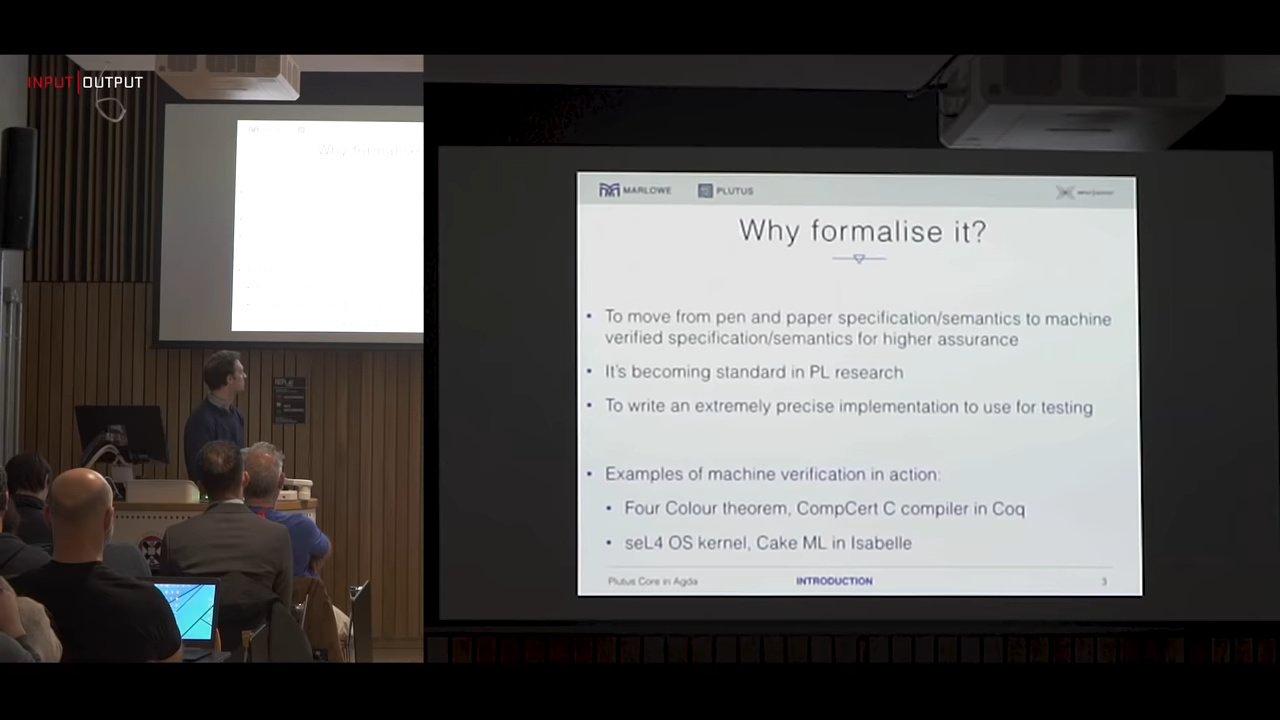 INPUT | OUTPUT
Why formalise
MARLOWE PLUTUS
Why formalise it?
• To move from pen and paper specification/semantics to machine
verified specification/semantics for higher assurance
• It's becoming standard in PL research
• To write an extremely precise implementation to use for testing
• Examples of machine verification in action:
• Four Colour theorem, CompCert C compiler in Coq
• seL4 OS kernel, Cake ML in Isabelle
Plutus Core in Agda INTRODUCTION 3